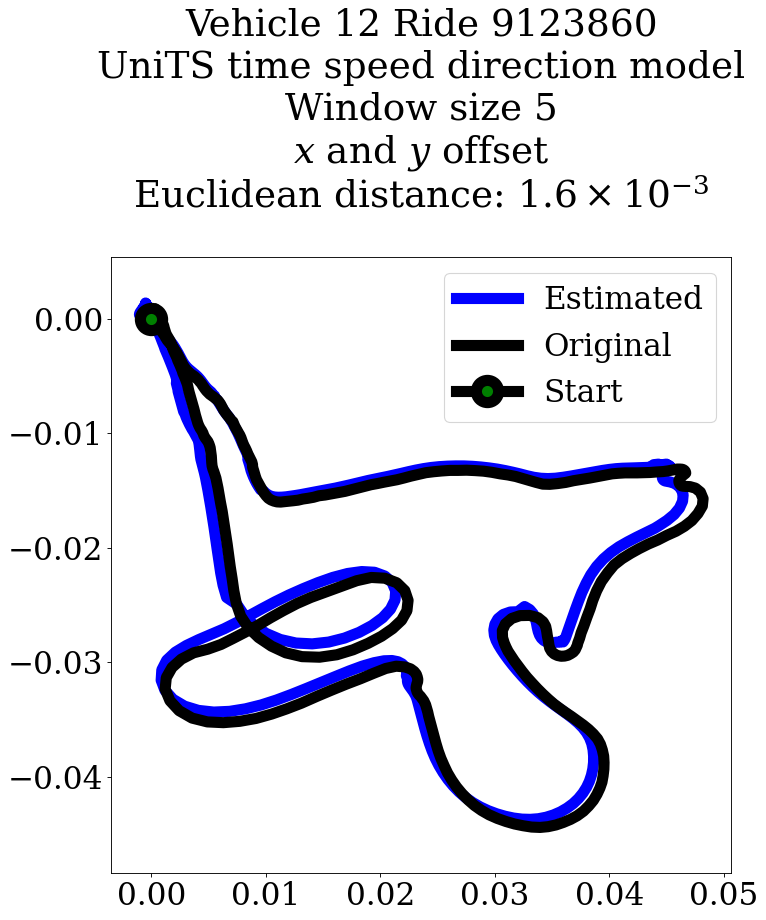 Vehicle 12 Ride 9123860
UniTS time speed direction model
Window size 5
x and y offset
Euclidean distance: 1.6 × 10⁻³
Estimated
Original
Start
0.00
−0.01
−0.02
−0.03
−0.04
0.00 0.01 0.02 0.03 0.04 0.05